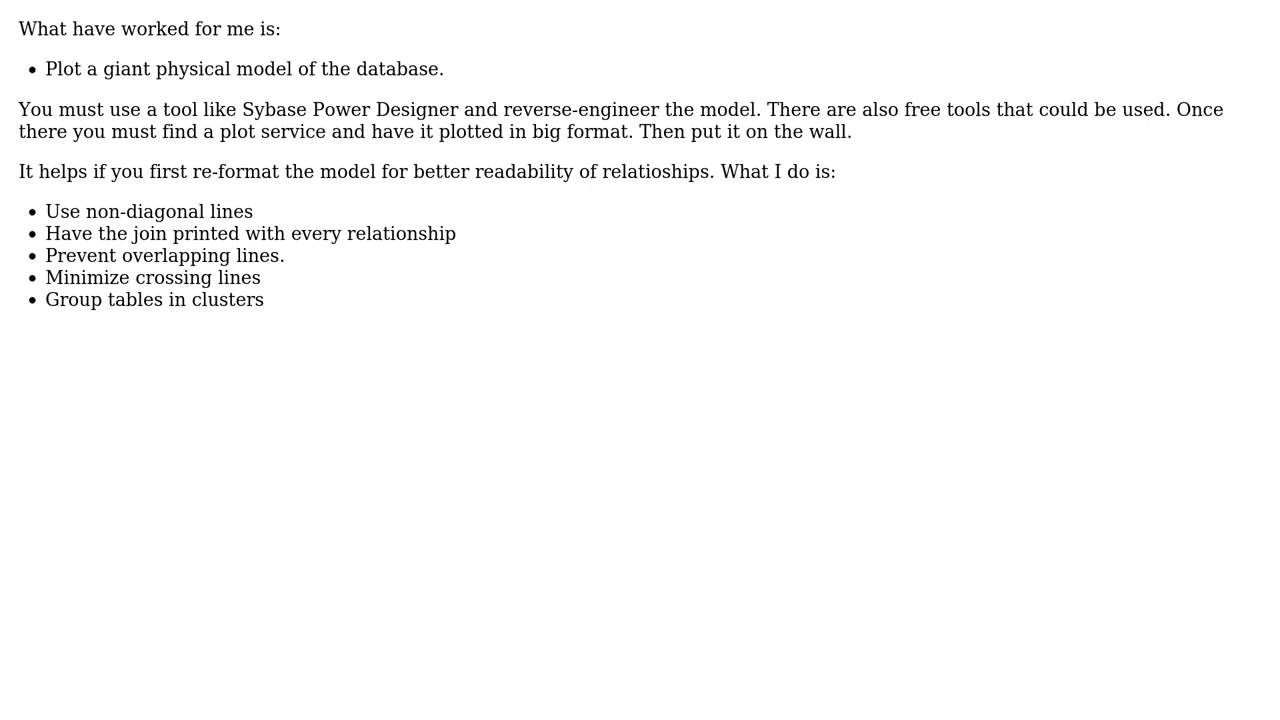 What have worked for me is:
• Plot a giant physical model of the database.
You must use a tool like Sybase Power Designer and reverse-engineer the model. There are also free tools that could be used. Once
there you must find a plot service and have it plotted in big format. Then put it on the wall.
It helps if you first re-format the model for better readability of relatioships. What I do is:
• Use non-diagonal lines
• Have the join printed with every relationship
• Prevent overlapping lines.
• Minimize crossing lines
• Group tables in clusters